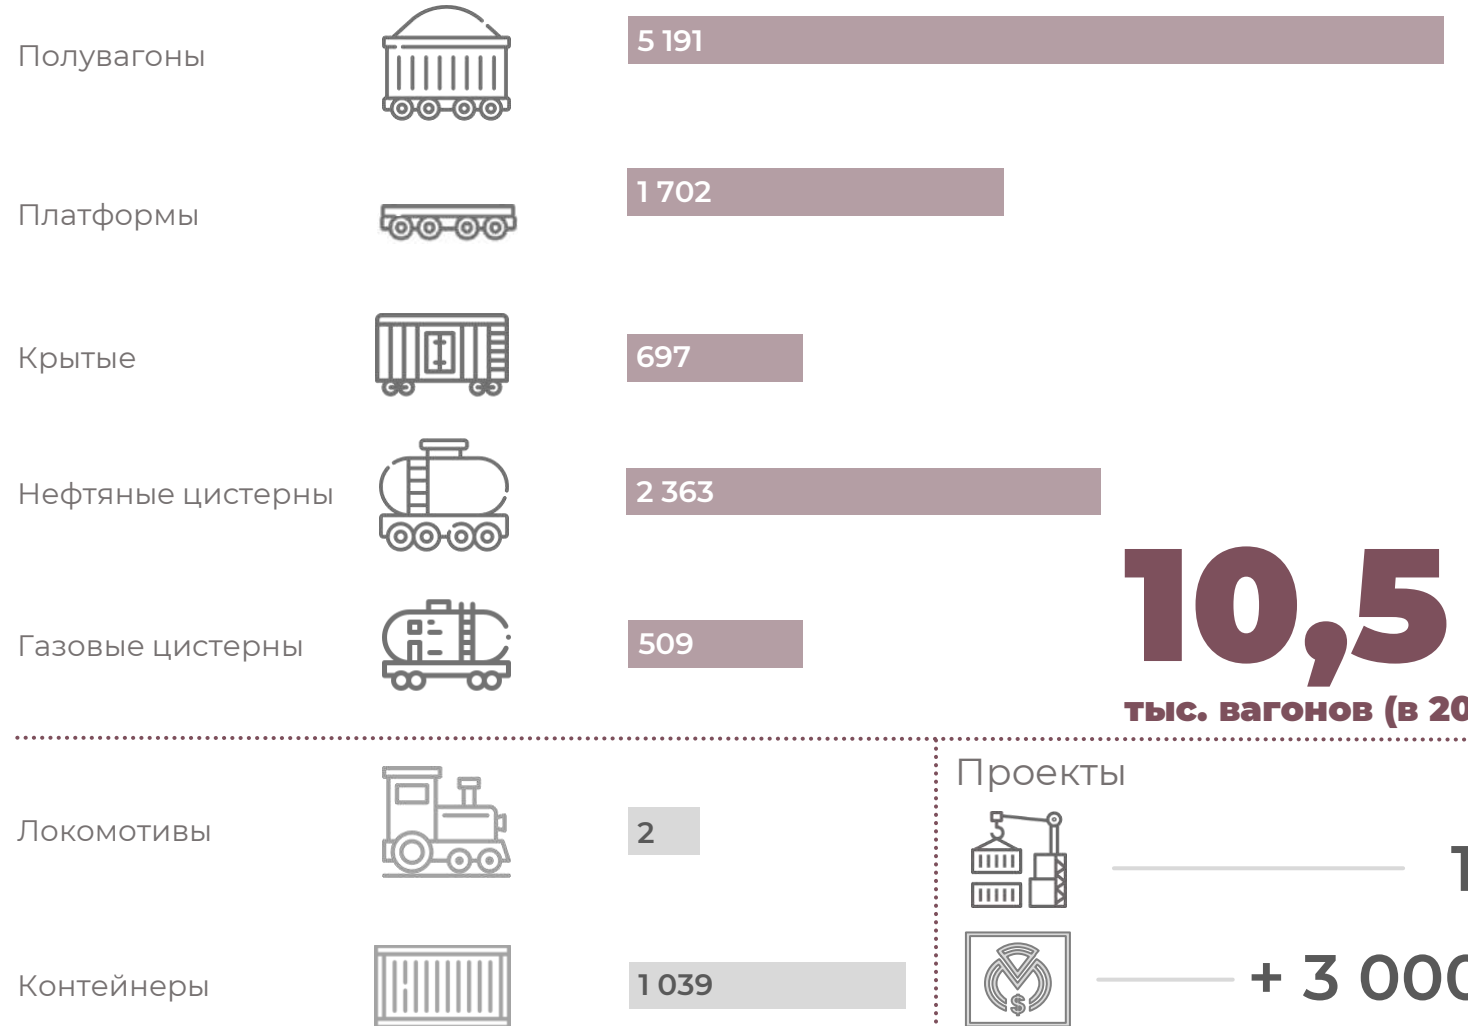 Полувагоны
5 191
Платформы
1 702
Крытые
697
Нефтяные цистерны
2 363
Газовые цистерны
509
10,5
тыс. вагонов (в 20
Локомотивы
2
Контейнеры
1 039
Проекты
1
+ 3 000
$